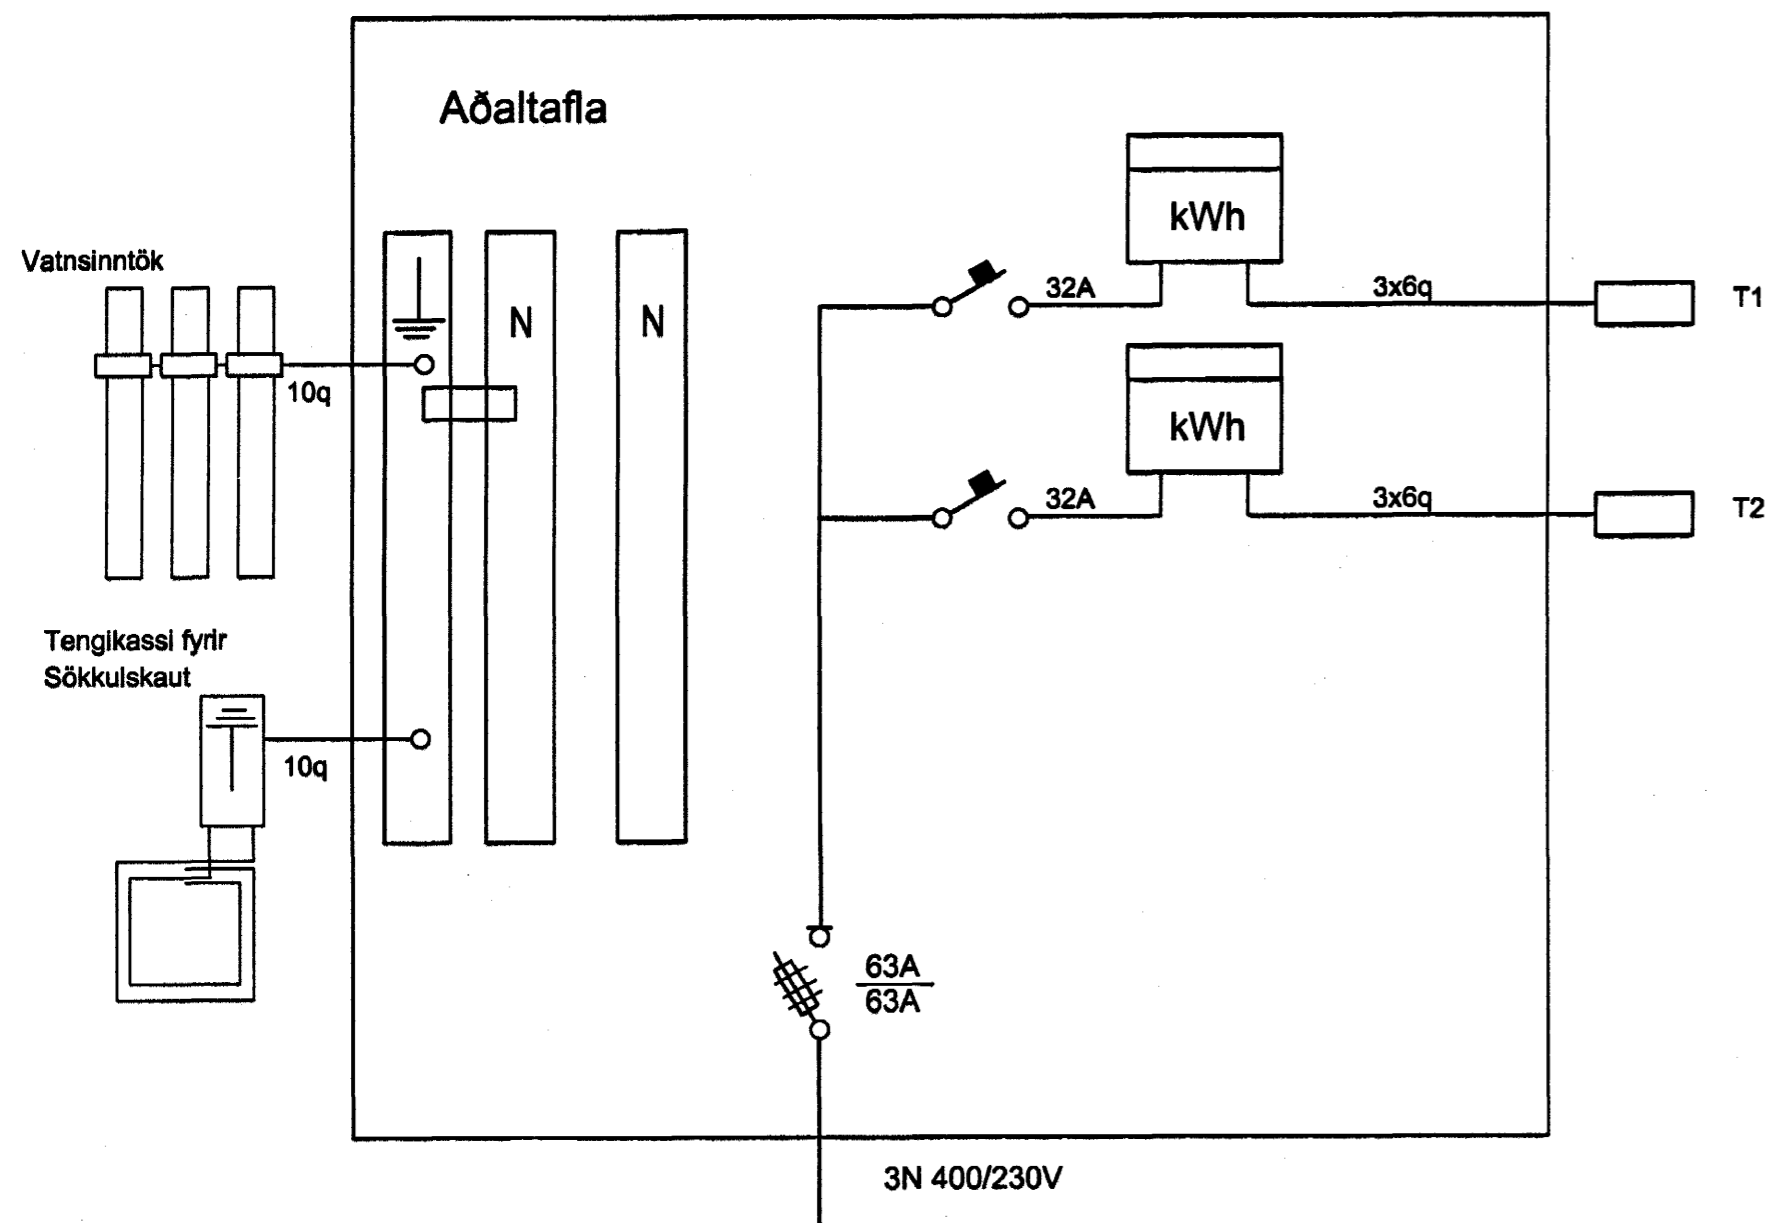 Aðaltafla
kWh
Vatnsinntök
N
N
32A
3x6q
T1
10q
kWh
32A
3x6q
T2
Tengikassi fyrir
Sökkulskaut
10q
63A
63A
3N 400/230V